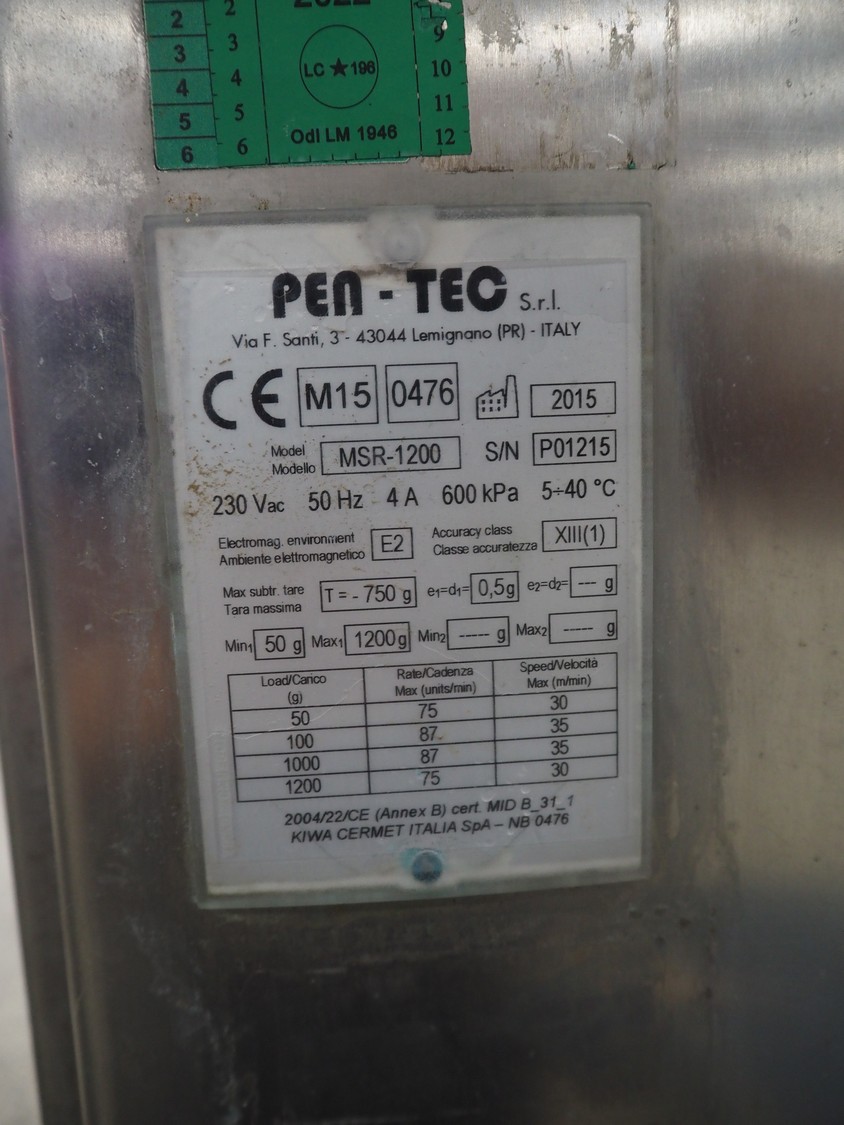 2022
2 2 9
3 3 10
4 4 11
5 5 12
6 6
LC ★ 196
Odl LM 1946
PEN - TEC S.r.l.
Via F. Santi, 3 - 43044 Lemignano (PR) - ITALY
CE M15 0476 2015
Model
Modello MSR-1200 S/N P01215
230 Vac 50 Hz 4 A 600 kPa 5÷40 °C
Electromag. environment
Ambiente elettromagnetico E2
Accuracy class
Classe accuratezza XIII(1)
Max subtr. tare
Tara massima T = - 750 g e1=d1= 0,5g e2=d2= --- g
Min1 50 g Max1 1200g Min2 ----- g Max2 ----- g
Load/Carico (g) Rate/Cadenza Max (units/min) Speed/Velocità Max (m/min)
50 75 30
100 87 35
1000 87 35
1200 75 30
2004/22/CE (Annex B) cert. MID B_31_1
KIWA CERMET ITALIA SpA – NB 0476